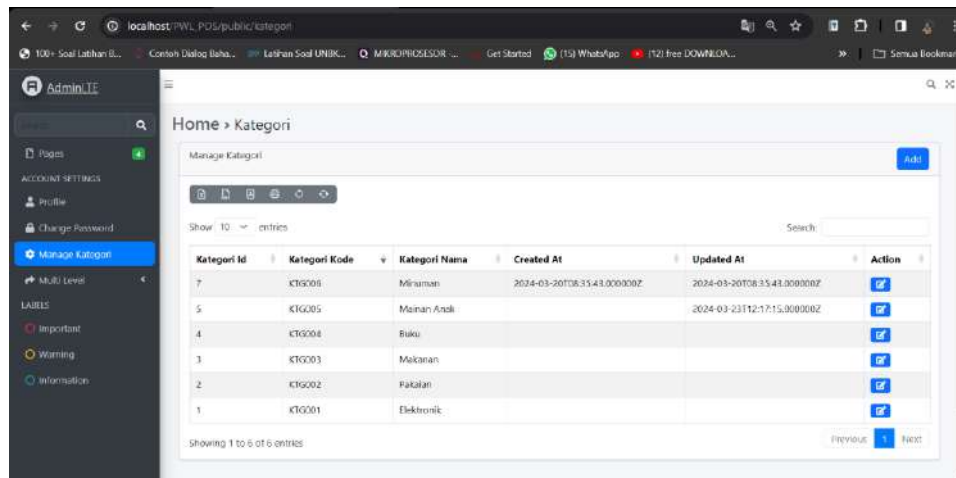 localhost/PWL_POS/public/kategori
100+ Soal Latihan B... Contoh Dialog Baha... Latihan Soal UNBK... MIKROPROSESOR -... Get Started (15) WhatsApp (12) free DOWNLOA... » Semua Bookmar
AdminLTE
Search
Home › Kategori
Pages 4
Manage Kategori Add
ACCOUNT SETTINGS
Profile
Change Password
Show 10 entries Search:
Manage Kategori
Kategori Id Kategori Kode Kategori Nama Created At Updated At Action
Multi Level
7 KTG006 Minuman 2024-03-20T08:35:43.000000Z 2024-03-20T08:35:43.000000Z
LABELS
5 KTG005 Mainan Anak 2024-03-23T12:17:15.000000Z
Important
4 KTG004 Buku
Warning
3 KTG003 Makanan
Information
2 KTG002 Pakaian
1 KTG001 Elektronik
Showing 1 to 6 of 6 entries Previous 1 Next